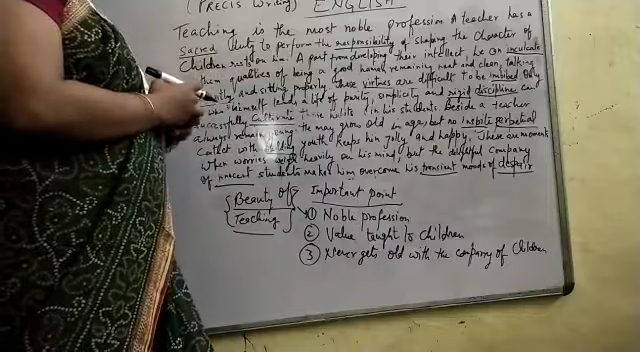 (PRECIS Writing) ENGLISH
Teaching is the most noble profession A teacher has a
Sacred duty to perform the responsibility of shaping the Character of
Children rest on him. A part from developing their intellect he can inculcate
them qualities of being a good human remaining neat and clean, talking
and sitting properly these virtues are difficult to be imbibed Only
who himself leads a life of purity, simplicity and rigid discipline can
successfully Cultivate these habits in his students. Beside a teacher
always remain young. He may grow old in age, but no inspite perpetual
Contact with budding youth keeps him Jolly and happy. There are moments
when worries weigh heavily on his mind, but the delightful Company
of innocent students makes him overcome his transient moods of despair
Beauty of Important point
Teaching ① Noble profession
② Value taught to Children
③ Never gets old with the company of Children